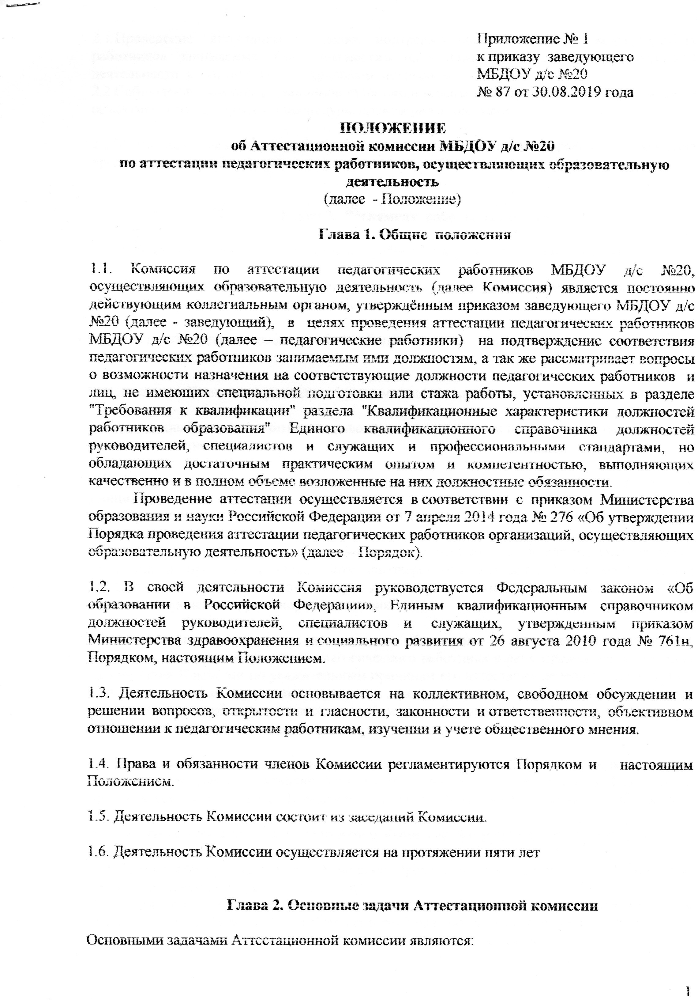 Приложение № 1
к приказу заведующего
МБДОУ д/с №20
№ 87 от 30.08.2019 года
ПОЛОЖЕНИЕ
об Аттестационной комиссии МБДОУ д/с №20
по аттестации педагогических работников, осуществляющих образовательную
деятельность
(далее - Положение)
Глава 1. Общие положения
1.1. Комиссия по аттестации педагогических работников МБДОУ д/с №20,
осуществляющих образовательную деятельность (далее Комиссия) является постоянно
действующим коллегиальным органом, утверждённым приказом заведующего МБДОУ д/с
№20 (далее - заведующий), в целях проведения аттестации педагогических работников
МБДОУ д/с №20 (далее – педагогические работники) на подтверждение соответствия
педагогических работников занимаемым ими должностям, а так же рассматривает вопросы
о возможности назначения на соответствующие должности педагогических работников и
лиц, не имеющих специальной подготовки или стажа работы, установленных в разделе
"Требования к квалификации" раздела "Квалификационные характеристики должностей
работников образования" Единого квалификационного справочника должностей
руководителей, специалистов и служащих и профессиональными стандартами, но
обладающих достаточным практическим опытом и компетентностью, выполняющих
качественно и в полном объеме возложенные на них должностные обязанности.
Проведение аттестации осуществляется в соответствии с приказом Министерства
образования и науки Российской Федерации от 7 апреля 2014 года № 276 «Об утверждении
Порядка проведения аттестации педагогических работников организаций, осуществляющих
образовательную деятельность» (далее – Порядок).
1.2. В своей деятельности Комиссия руководствуется Федеральным законом «Об
образовании в Российской Федерации», Единым квалификационным справочником
должностей руководителей, специалистов и служащих, утвержденным приказом
Министерства здравоохранения и социального развития от 26 августа 2010 года № 761н,
Порядком, настоящим Положением.
1.3. Деятельность Комиссии основывается на коллективном, свободном обсуждении и
решении вопросов, открытости и гласности, законности и ответственности, объективном
отношении к педагогическим работникам, изучении и учете общественного мнения.
1.4. Права и обязанности членов Комиссии регламентируются Порядком и настоящим
Положением.
1.5. Деятельность Комиссии состоит из заседаний Комиссии.
1.6. Деятельность Комиссии осуществляется на протяжении пяти лет
Глава 2. Основные задачи Аттестационной комиссии
Основными задачами Аттестационной комиссии являются:
1